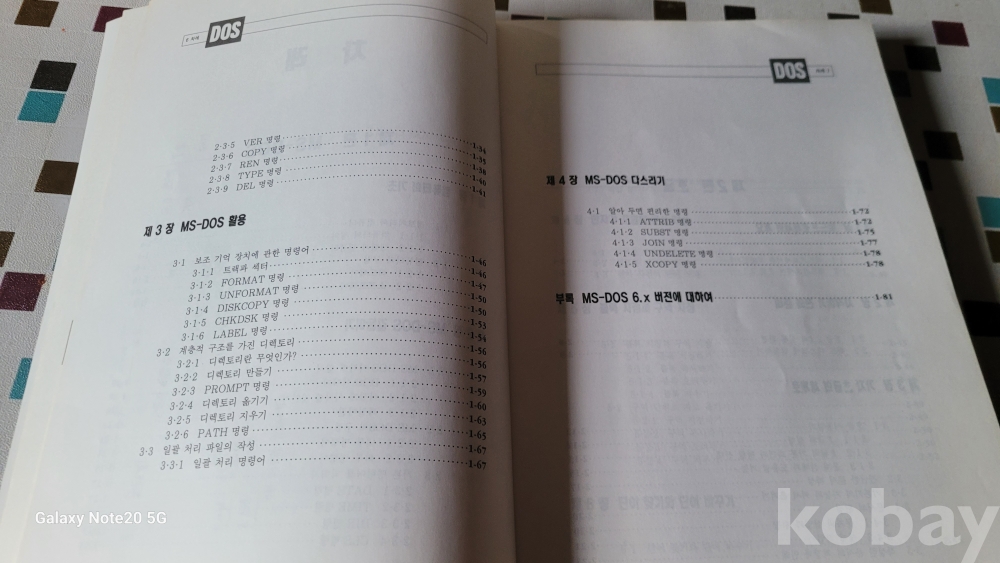 DOS
2·3·5 VER 명령 1-34
2·3·6 COPY 명령 1-35
2·3·7 REN 명령 1-38
2·3·8 TYPE 명령 1-40
2·3·9 DEL 명령 1-41
제 3 장 MS-DOS 활용
3·1 보조 기억 장치에 관한 명령어 1-46
3·1·1 트랙과 섹터 1-46
3·1·2 FORMAT 명령 1-47
3·1·3 UNFORMAT 명령 1-50
3·1·4 DISKCOPY 명령 1-50
3·1·5 CHKDSK 명령 1-53
3·1·6 LABEL 명령 1-54
3·2 계층적 구조를 가진 디렉토리 1-56
3·2·1 디렉토리란 무엇인가? 1-56
3·2·2 디렉토리 만들기 1-57
3·2·3 PROMPT 명령 1-59
3·2·4 디렉토리 옮기기 1-60
3·2·5 디렉토리 지우기 1-63
3·2·6 PATH 명령 1-65
3·3 일괄 처리 파일의 작성 1-67
3·3·1 일괄 처리 명령어 1-67
DOS
제 4 장 MS-DOS 다스리기
4·1 알아 두면 편리한 명령 1-72
4·1·1 ATTRIB 명령 1-72
4·1·2 SUBST 명령 1-75
4·1·3 JOIN 명령 1-77
4·1·4 UNDELETE 명령 1-78
4·1·5 XCOPY 명령 1-78
부록 MS-DOS 6.x 버전에 대하여 1-81
Galaxy Note20 5G
kobay